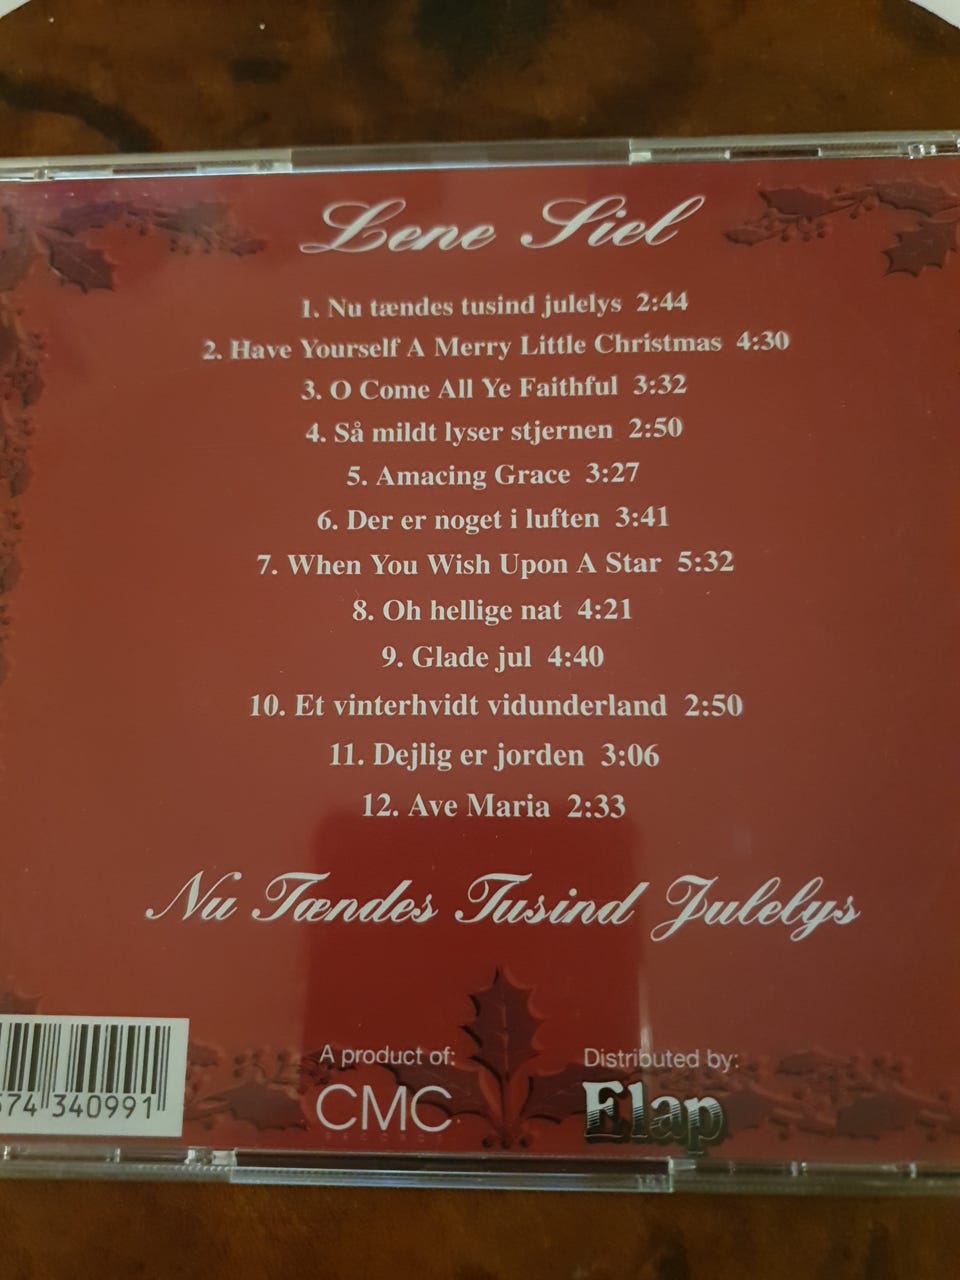 Lene Siel
1. Nu tændes tusind julelys 2:44
2. Have Yourself A Merry Little Christmas 4:30
3. O Come All Ye Faithful 3:32
4. Så mildt lyser stjernen 2:50
5. Amacing Grace 3:27
6. Der er noget i luften 3:41
7. When You Wish Upon A Star 5:32
8. Oh hellige nat 4:21
9. Glade jul 4:40
10. Et vinterhvidt vidunderland 2:50
11. Dejlig er jorden 3:06
12. Ave Maria 2:33
Nu Tændes Tusind Julelys
A product of:
CMC
RECORDS
Distributed by:
Elap
574 340991